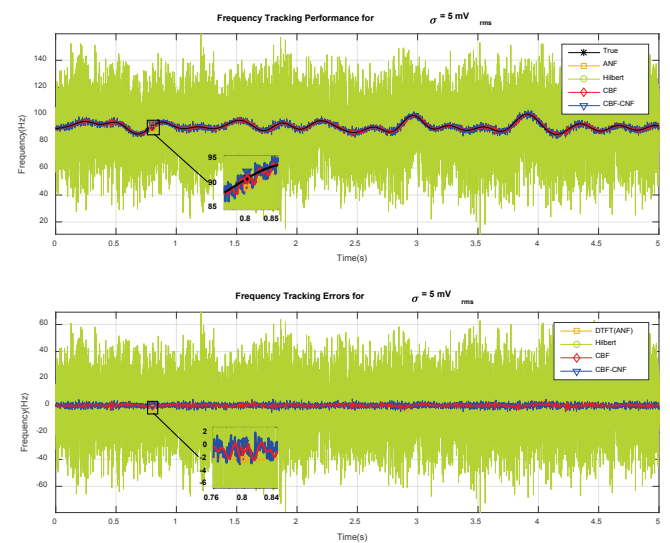 Frequency Tracking Performance for σ = 5 mV rms
Frequency(Hz)
140
120
100
80
60
40
20
True
ANF
Hilbert
CBF
CBF-CNF
95
90
85
0.8 0.85
0 0.5 1 1.5 2 2.5 3 3.5 4 4.5 5
Time(s)
Frequency Tracking Errors for σ = 5 mV rms
Frequency(Hz)
60
40
20
0
-20
-40
-60
-80
DTFT(ANF)
Hilbert
CBF
CBF-CNF
2
0
-2
-4
-6
0.76 0.8 0.84
0 0.5 1 1.5 2 2.5 3 3.5 4 4.5 5
Time(s)